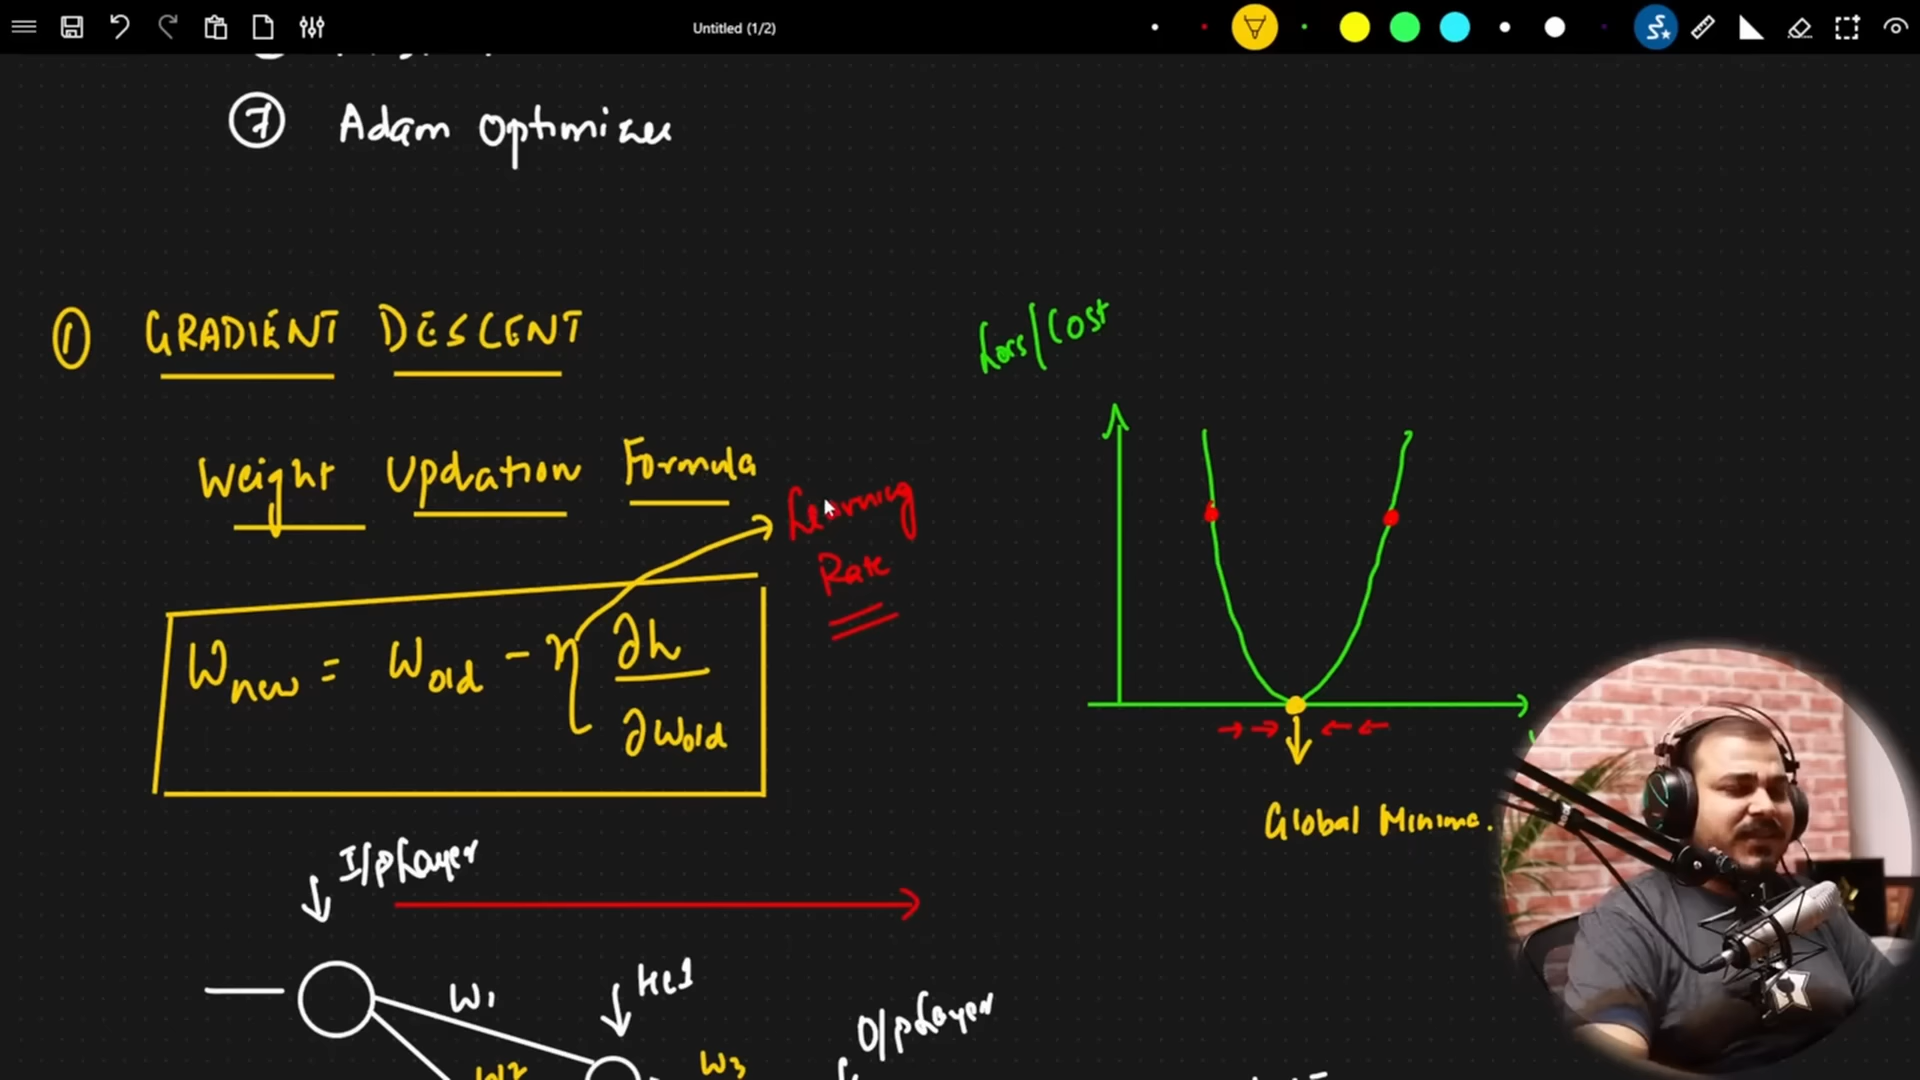 Untitled (1/2)
7 Adam Optimizer
① GRADIENT DESCENT
Weight Updation Formula
Learning
Rate
Wnew = Wold - η ∂L
∂Wold
Loss/Cost
Global Minima.
I/p Layer
W1
HL1
W2
W3
O/p Layer